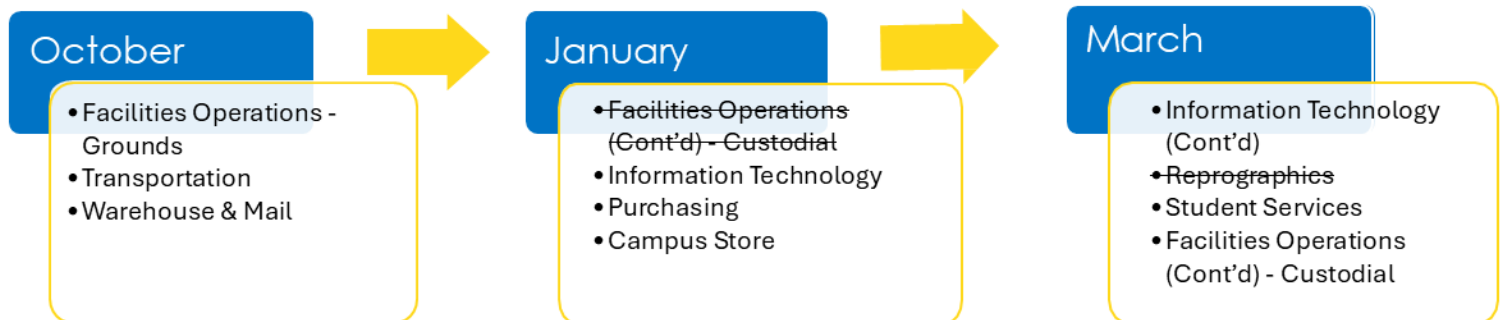 October
•Facilities Operations -
Grounds
•Transportation
•Warehouse & Mail
January
•Facilities Operations
(Cont’d) - Custodial
•Information Technology
•Purchasing
•Campus Store
March
•Information Technology
(Cont’d)
•Reprographics
•Student Services
•Facilities Operations
(Cont’d) - Custodial